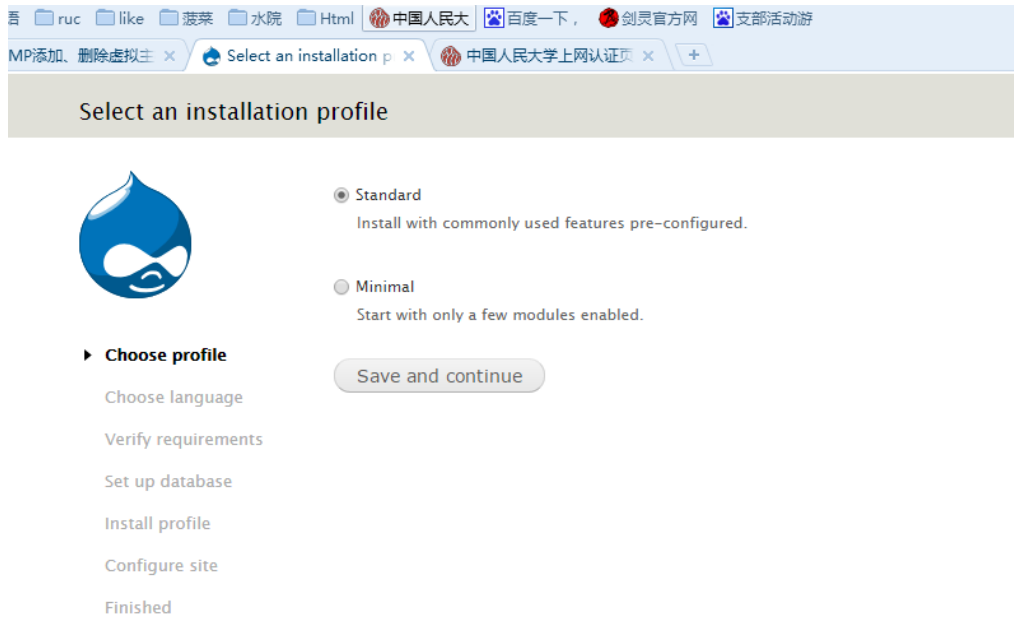 语 ruc like 菠菜 水院 Html 中国人民大 百度一下， 剑灵官方网 支部活动游
MP添加、删除虚拟主 × Select an installation p × 中国人民大学上网认证页 × +
Select an installation profile
Standard
Install with commonly used features pre-configured.
Minimal
Start with only a few modules enabled.
Save and continue
Choose profile
Choose language
Verify requirements
Set up database
Install profile
Configure site
Finished